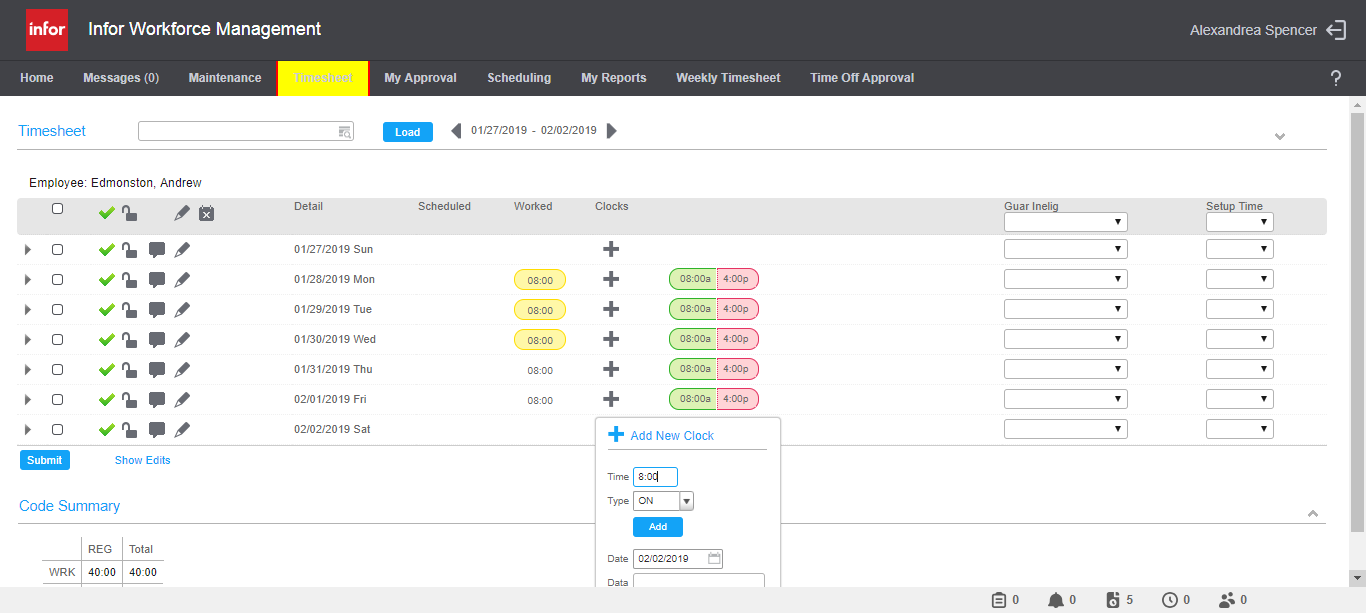 infor Infor Workforce Management Alexandrea Spencer
Home Messages (0) Maintenance Timesheet My Approval Scheduling My Reports Weekly Timesheet Time Off Approval ?
Timesheet Load 01/27/2019 - 02/02/2019
Employee: Edmonston, Andrew
Detail Scheduled Worked Clocks Guar Inelig Setup Time
01/27/2019 Sun
01/28/2019 Mon 08:00 08:00a 4:00p
01/29/2019 Tue 08:00 08:00a 4:00p
01/30/2019 Wed 08:00 08:00a 4:00p
01/31/2019 Thu 08:00 08:00a 4:00p
02/01/2019 Fri 08:00 08:00a 4:00p
02/02/2019 Sat
Add New Clock
Submit Show Edits
Time 8:00
Type ON
Code Summary
Add
REG Total
Date 02/02/2019
WRK 40:00 40:00
Data
0 0 5 0 0